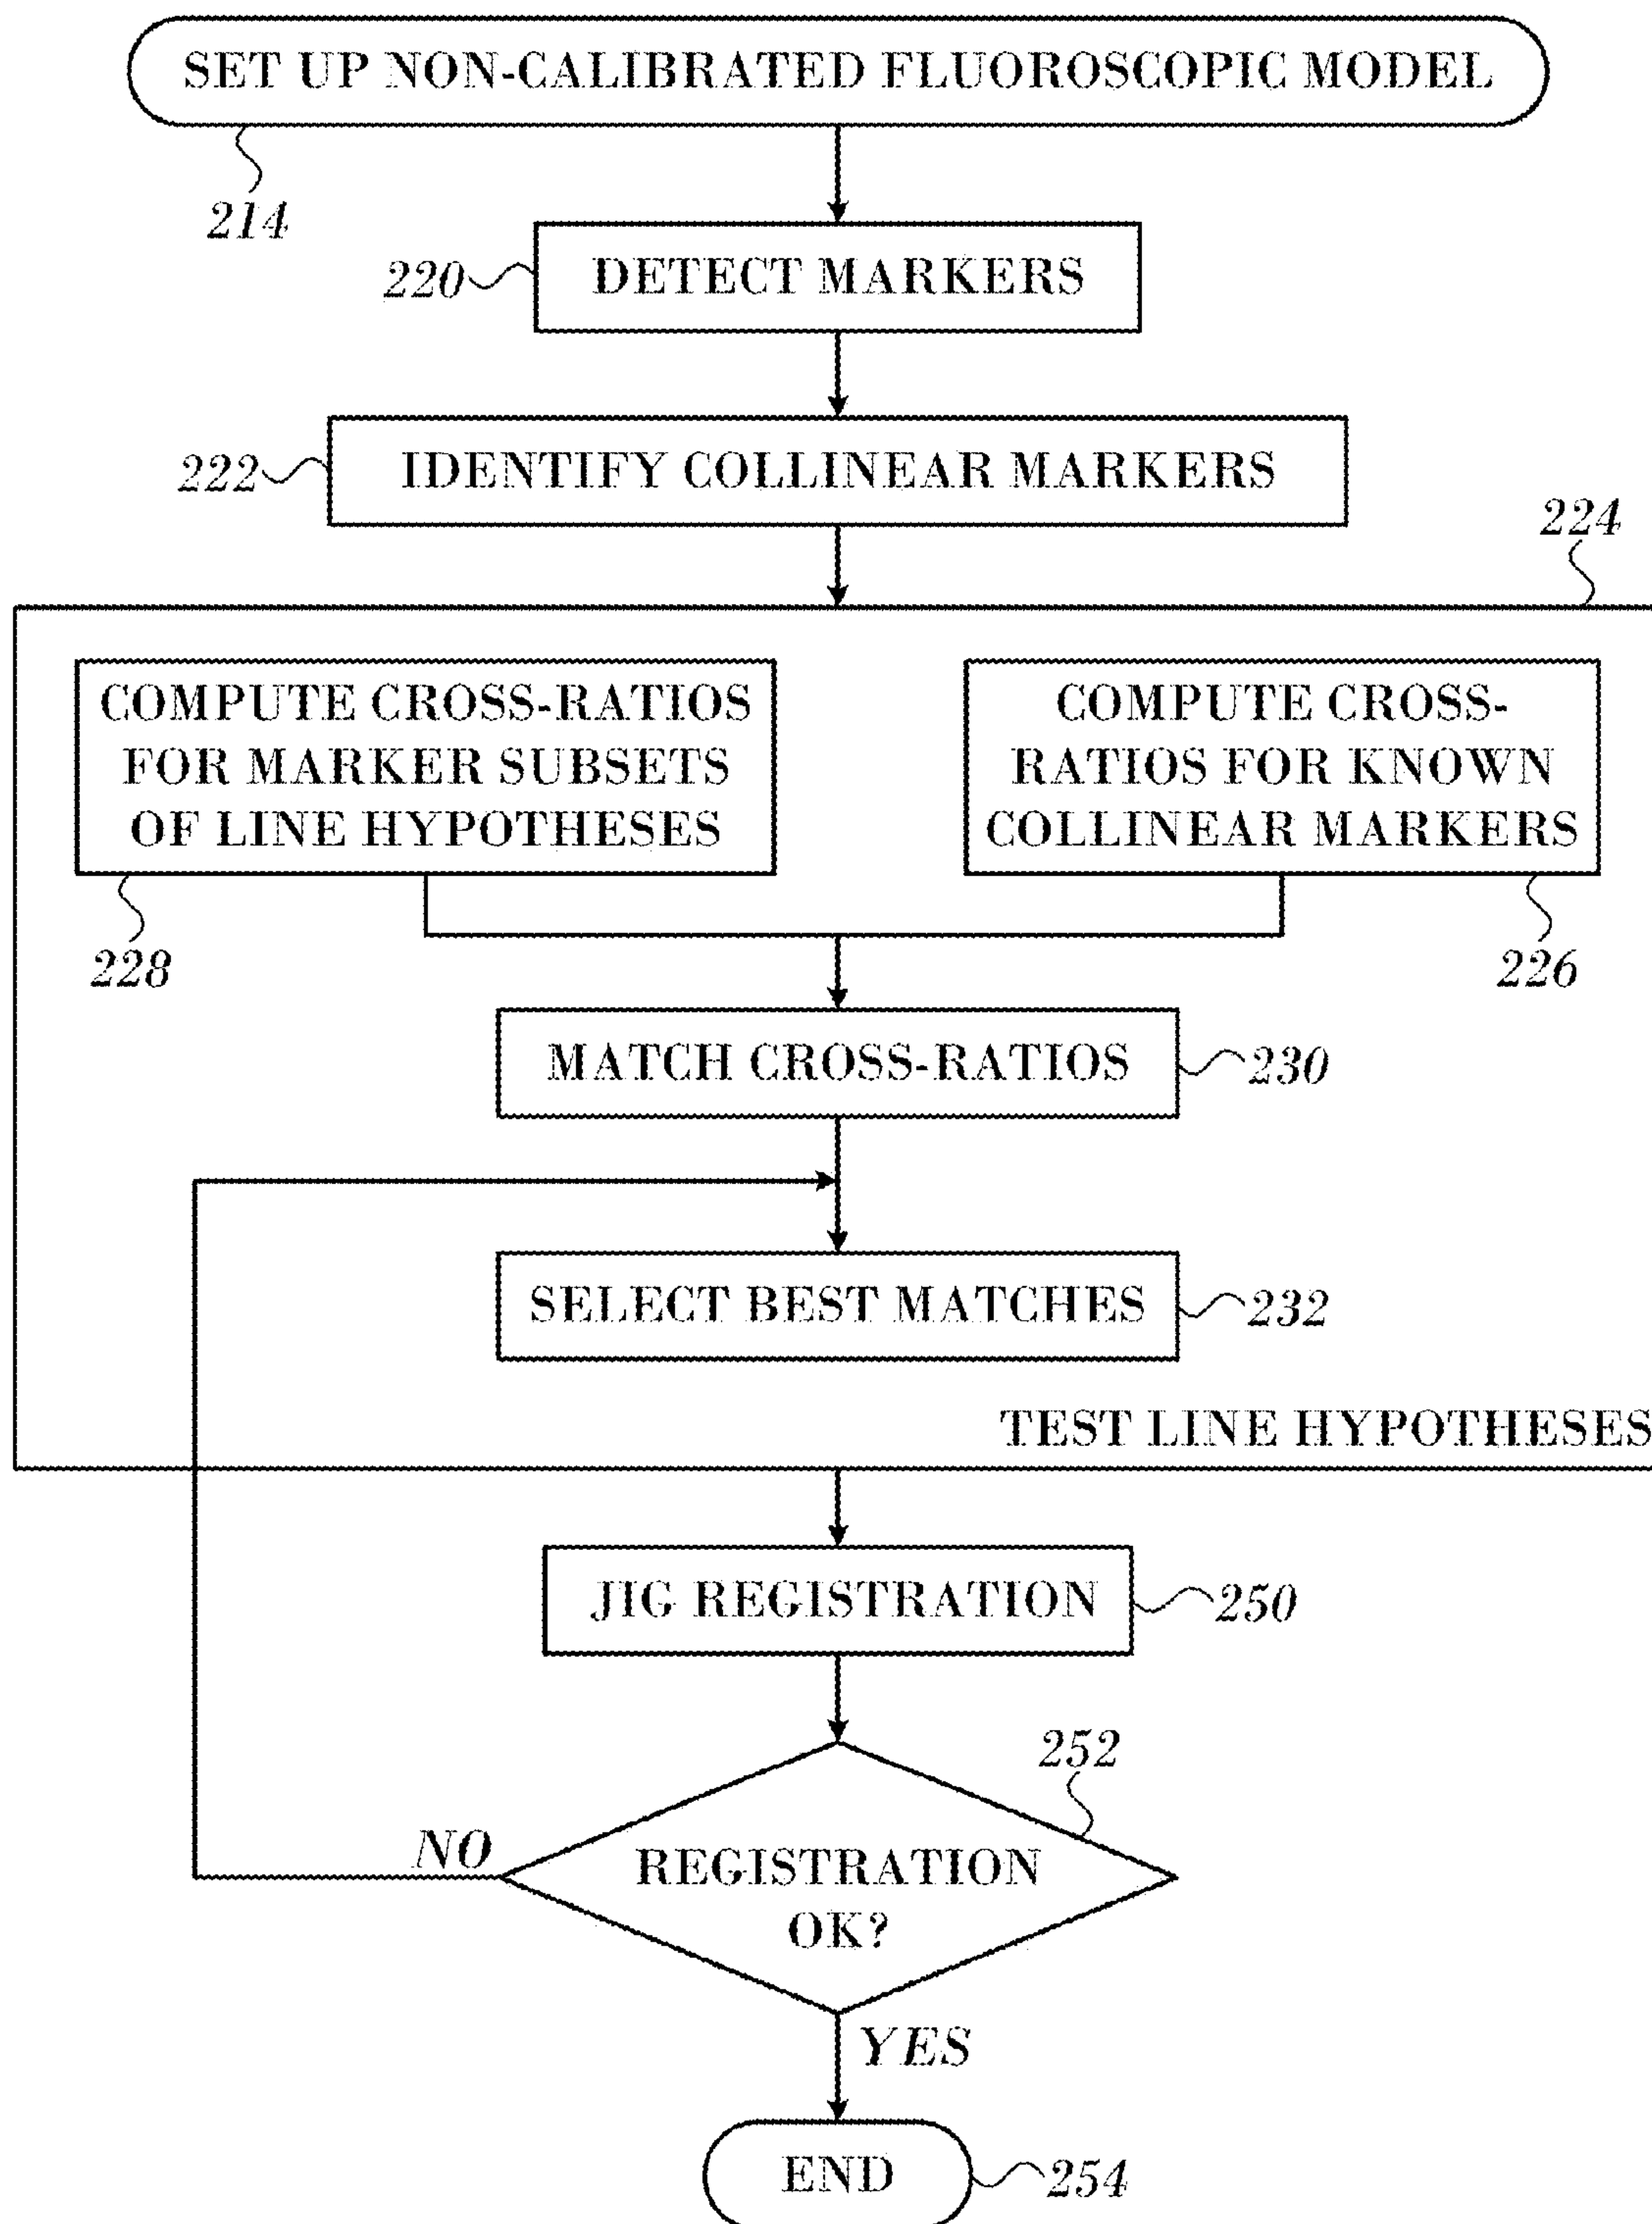 SET UP NON-CALIBRATED FLUOROSCOPIC MODEL
214
220
DETECT MARKERS
222
IDENTIFY COLLINEAR MARKERS
224
COMPUTE CROSS-RATIOS
FOR MARKER SUBSETS
OF LINE HYPOTHESES
228
COMPUTE CROSS-
RATIOS FOR KNOWN
COLLINEAR MARKERS
226
MATCH CROSS-RATIOS
230
SELECT BEST MATCHES
232
TEST LINE HYPOTHESES
JIG REGISTRATION
250
252
REGISTRATION
OK?
NO
YES
END
254